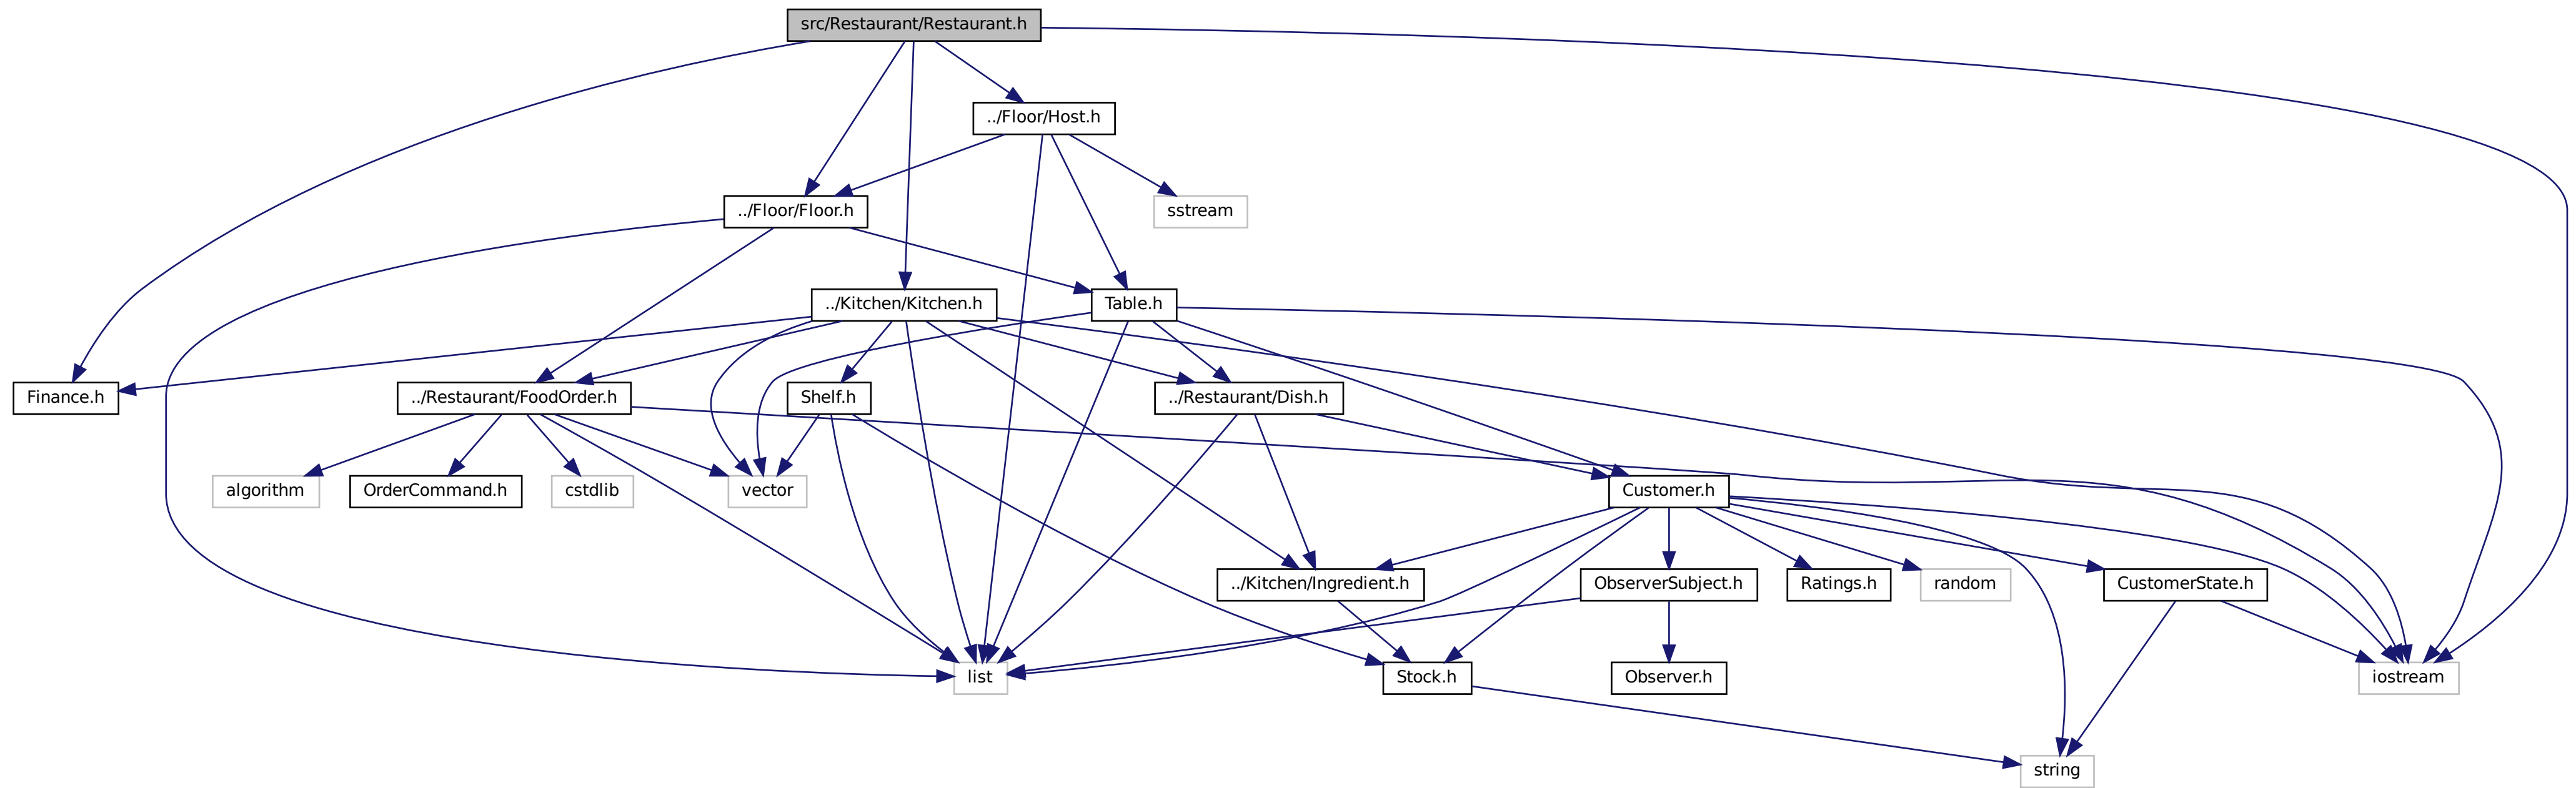 src/Restaurant/Restaurant.h
../Floor/Host.h
../Floor/Floor.h
sstream
../Kitchen/Kitchen.h
Table.h
Finance.h
../Restaurant/FoodOrder.h
Shelf.h
../Restaurant/Dish.h
algorithm
OrderCommand.h
cstdlib
vector
Customer.h
../Kitchen/Ingredient.h
ObserverSubject.h
Ratings.h
random
CustomerState.h
list
Stock.h
Observer.h
iostream
string